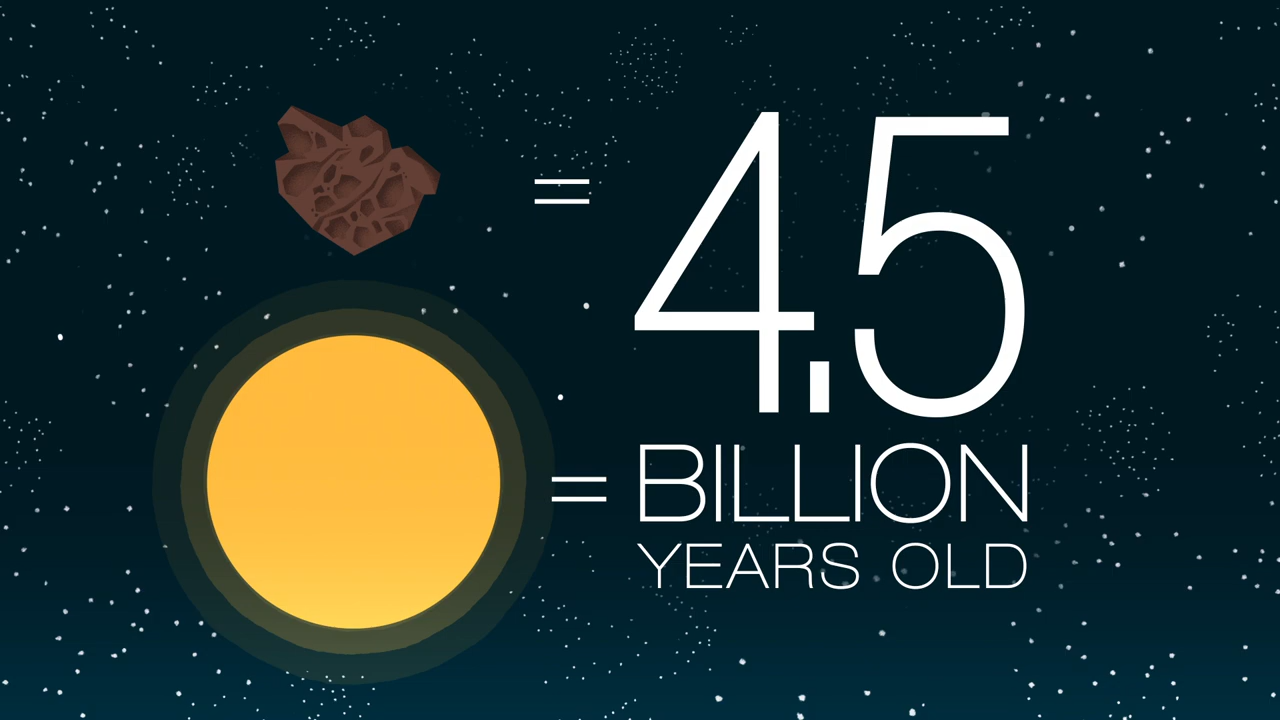 = 4.5
= BILLION
YEARS OLD